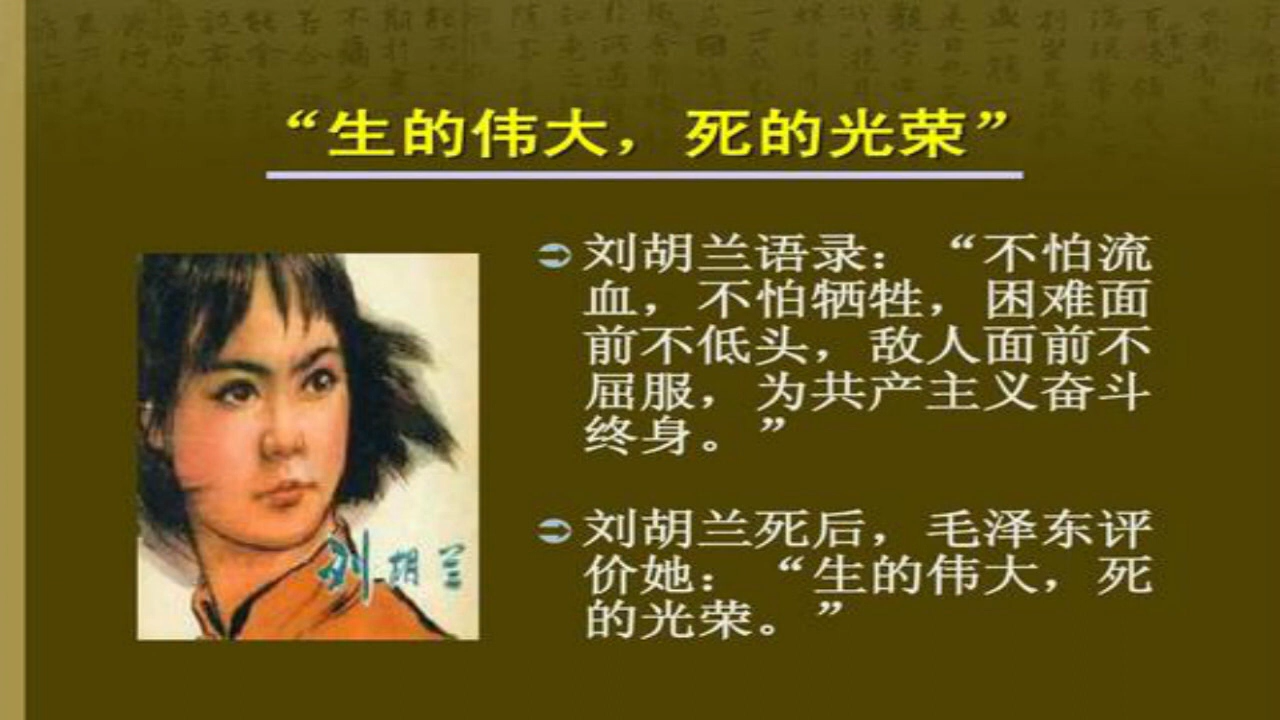 “生的伟大，死的光荣”
刘胡兰语录：“不怕流
血，不怕牺牲，困难面
前不低头，敌人面前不
屈服，为共产主义奋斗
终身。”
刘胡兰死后，毛泽东评
价她：“生的伟大，死
的光荣。”
刘胡兰